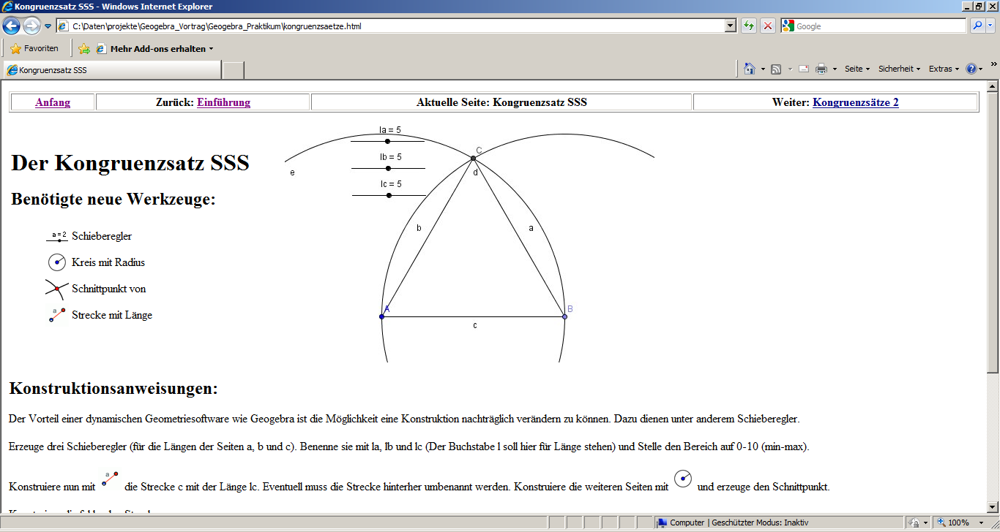 Kongruenzsatz SSS - Windows Internet Explorer
C:\Daten\projekte\Geogebra_Vortrag\Geogebra_Praktikum\kongruenzsaetze.html
Google
Favoriten
Mehr Add-ons erhalten
Kongruenzsatz SSS
Seite
Sicherheit
Extras
»
Anfang
Zurück: Einführung
Aktuelle Seite: Kongruenzsatz SSS
Weiter: Kongruenzsätze 2
Der Kongruenzsatz SSS
Benötigte neue Werkzeuge:
a=2 Schieberegler
Kreis mit Radius
Schnittpunkt von
a Strecke mit Länge
la = 5
lb = 5
lc = 5
e
C
d
b
a
A
B
c
Konstruktionsanweisungen:
Der Vorteil einer dynamischen Geometriesoftware wie Geogebra ist die Möglichkeit eine Konstruktion nachträglich verändern zu können. Dazu dienen unter anderem Schieberegler.
Erzeuge drei Schieberegler (für die Längen der Seiten a, b und c). Benenne sie mit la, lb und lc (Der Buchstabe l soll hier für Länge stehen) und Stelle den Bereich auf 0-10 (min-max).
Konstruiere nun mit a die Strecke c mit der Länge lc. Eventuell muss die Strecke hinterher umbenannt werden. Konstruiere die weiteren Seiten mit und erzeuge den Schnittpunkt.
Computer | Geschützter Modus: Inaktiv
100%